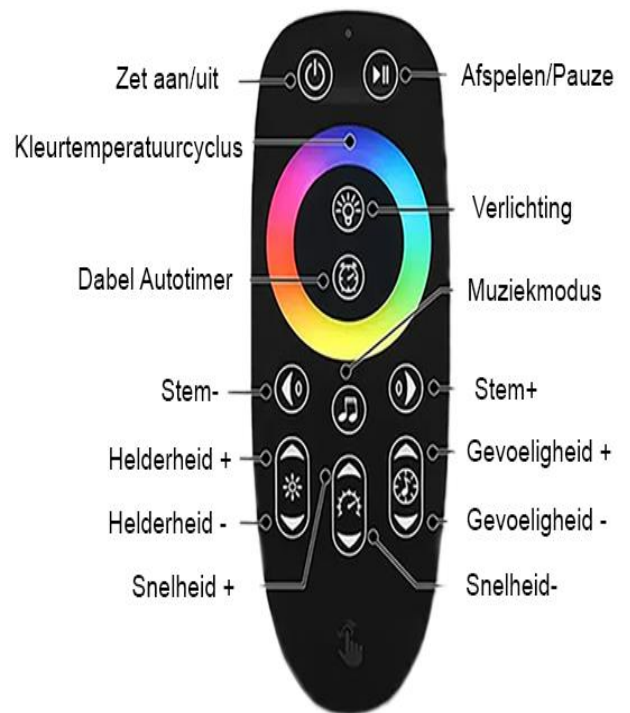 Zet aan/uit
Afspelen/Pauze
Kleurtemperatuurcyclus
Verlichting
Dabel Autotimer
Muziekmodus
Stem-
Stem+
Helderheid +
Gevoeligheid +
Helderheid -
Gevoeligheid -
Snelheid +
Snelheid-